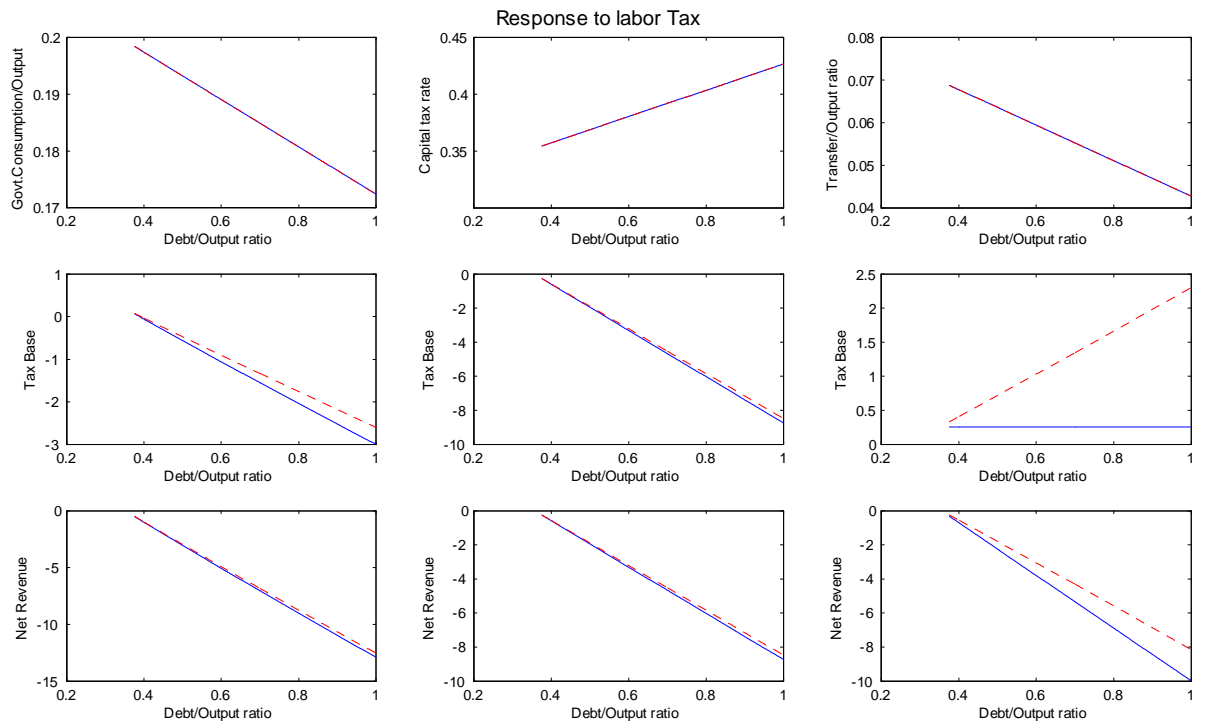 Response to labor Tax
Govt.Consumption/Output
0.2
0.19
0.18
0.17
0.2 0.4 0.6 0.8 1
Debt/Output ratio
Capital tax rate
0.45
0.4
0.35
0.2 0.4 0.6 0.8 1
Debt/Output ratio
Transfer/Output ratio
0.08
0.07
0.06
0.05
0.04
0.2 0.4 0.6 0.8 1
Debt/Output ratio
Tax Base
1
0
-1
-2
-3
0.2 0.4 0.6 0.8 1
Debt/Output ratio
Tax Base
0
-2
-4
-6
-8
-10
0.2 0.4 0.6 0.8 1
Debt/Output ratio
Tax Base
2.5
2
1.5
1
0.5
0
0.2 0.4 0.6 0.8 1
Debt/Output ratio
Net Revenue
0
-5
-10
-15
0.2 0.4 0.6 0.8 1
Debt/Output ratio
Net Revenue
0
-2
-4
-6
-8
-10
0.2 0.4 0.6 0.8 1
Debt/Output ratio
Net Revenue
0
-2
-4
-6
-8
-10
0.2 0.4 0.6 0.8 1
Debt/Output ratio